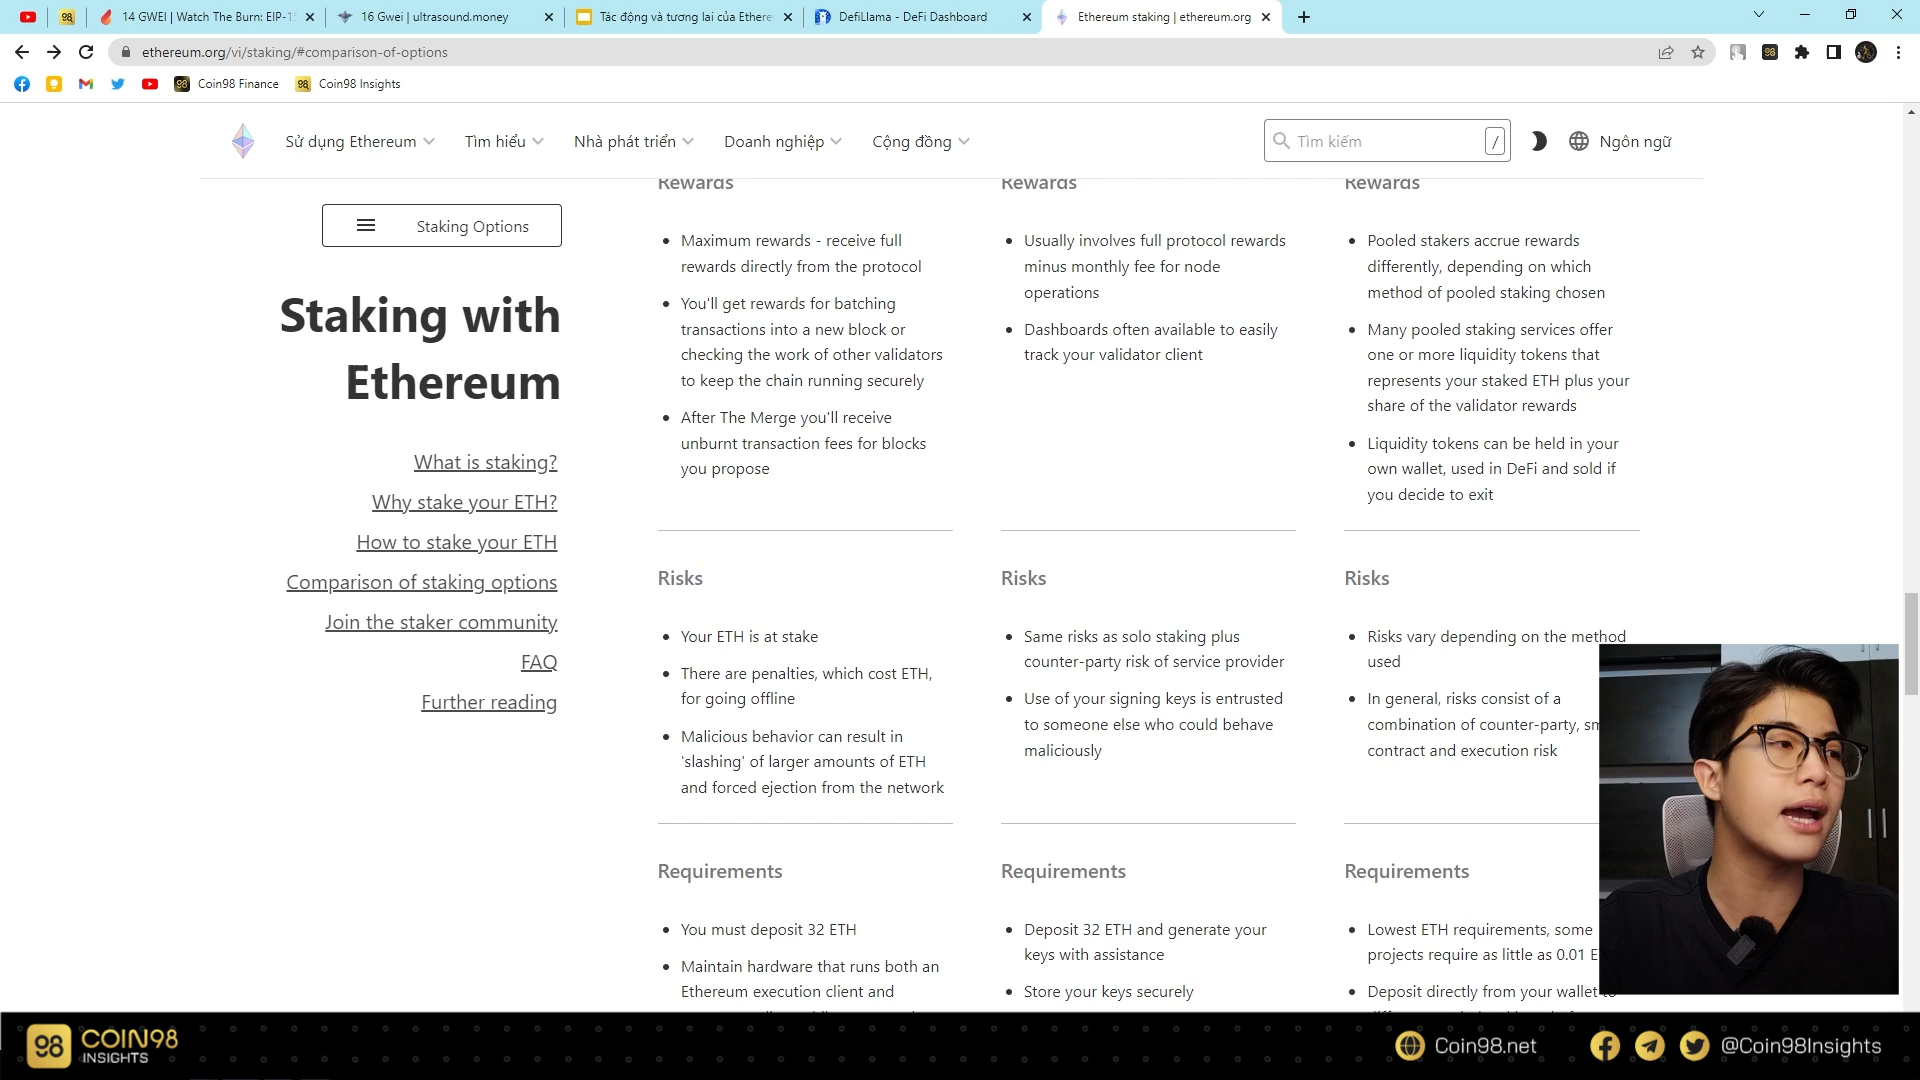 14 GWEI | Watch The Burn: EIP-1
16 Gwei | ultrasound.money
Tác động và tương lai của Ethere
DefiLlama - DeFi Dashboard
Ethereum staking | ethereum.org
ethereum.org/vi/staking/#comparison-of-options
Coin98 Finance
Coin98 Insights
Sử dụng Ethereum
Tìm hiểu
Nhà phát triển
Doanh nghiệp
Cộng đồng
Tìm kiếm
/
Ngôn ngữ
Staking Options
Staking with
Ethereum
What is staking?
Why stake your ETH?
How to stake your ETH
Comparison of staking options
Join the staker community
FAQ
Further reading
Rewards
Maximum rewards - receive full
rewards directly from the protocol
You'll get rewards for batching
transactions into a new block or
checking the work of other validators
to keep the chain running securely
After The Merge you'll receive
unburnt transaction fees for blocks
you propose
Risks
Your ETH is at stake
There are penalties, which cost ETH,
for going offline
Malicious behavior can result in
'slashing' of larger amounts of ETH
and forced ejection from the network
Requirements
You must deposit 32 ETH
Maintain hardware that runs both an
Ethereum execution client and
Rewards
Usually involves full protocol rewards
minus monthly fee for node
operations
Dashboards often available to easily
track your validator client
Risks
Same risks as solo staking plus
counter-party risk of service provider
Use of your signing keys is entrusted
to someone else who could behave
maliciously
Requirements
Deposit 32 ETH and generate your
keys with assistance
Store your keys securely
Rewards
Pooled stakers accrue rewards
differently, depending on which
method of pooled staking chosen
Many pooled staking services offer
one or more liquidity tokens that
represents your staked ETH plus your
share of the validator rewards
Liquidity tokens can be held in your
own wallet, used in DeFi and sold if
you decide to exit
Risks
Risks vary depending on the method
used
In general, risks consist of a
combination of counter-party, sm
contract and execution risk
Requirements
Lowest ETH requirements, some
projects require as little as 0.01 E
Deposit directly from your wallet to
98 COIN98
INSIGHTS
Coin98.net
@Coin98Insights